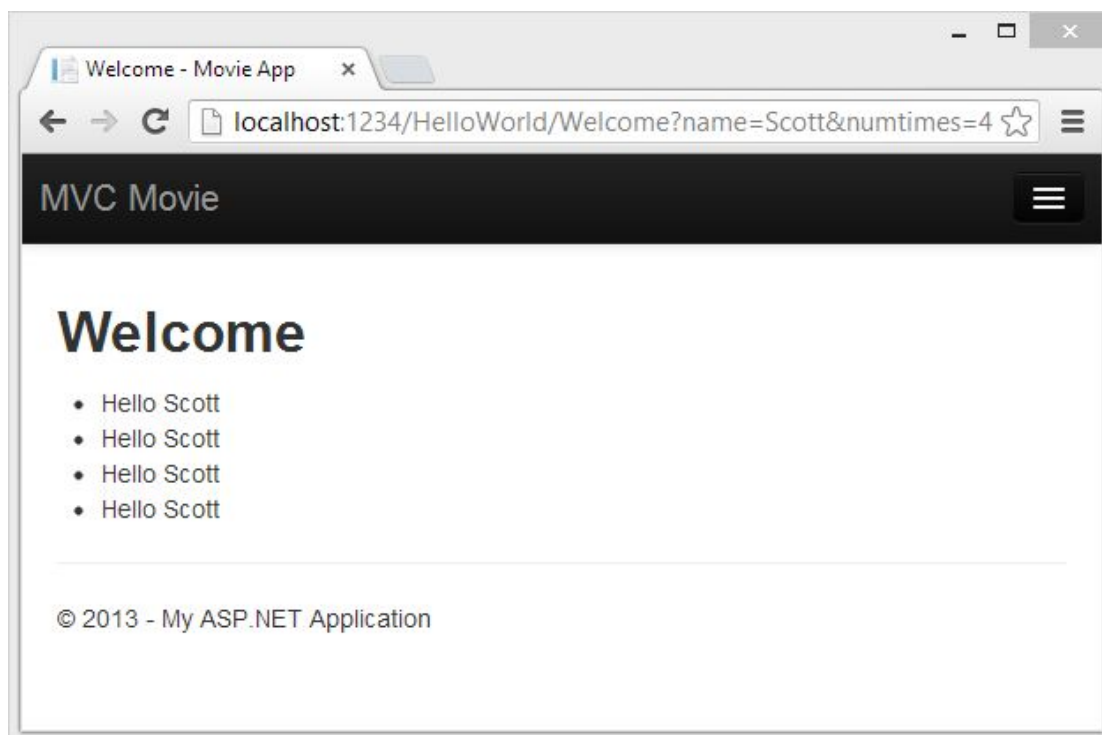 Welcome - Movie App
localhost:1234/HelloWorld/Welcome?name=Scott&numtimes=4
MVC Movie
Welcome
• Hello Scott
• Hello Scott
• Hello Scott
• Hello Scott
© 2013 - My ASP.NET Application